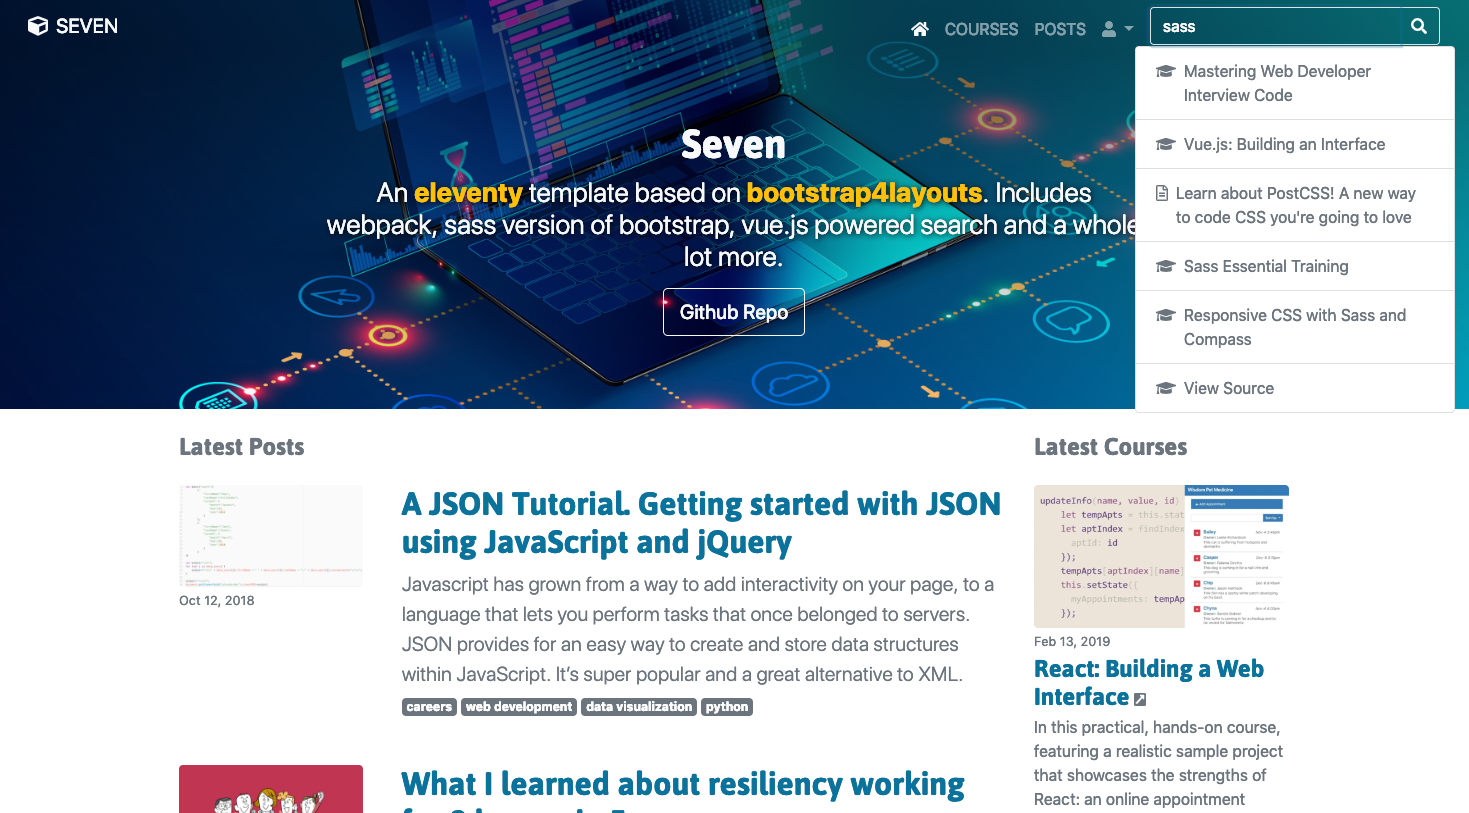 SEVEN
COURSES POSTS
sass
Mastering Web Developer
Interview Code
Vue.js: Building an Interface
Learn about PostCSS! A new way
to code CSS you're going to love
Sass Essential Training
Responsive CSS with Sass and
Compass
View Source
Seven
An eleventy template based on bootstrap4layouts. Includes
webpack, sass version of bootstrap, vue.js powered search and a whole
lot more.
Github Repo
Latest Posts
Oct 12, 2018
A JSON Tutorial. Getting started with JSON
using JavaScript and jQuery
Javascript has grown from a way to add interactivity on your page, to a
language that lets you perform tasks that once belonged to servers.
JSON provides for an easy way to create and store data structures
within JavaScript. It’s super popular and a great alternative to XML.
careers web development data visualization python
What I learned about resiliency working
Latest Courses
updateInfo(name, value, id)
let tempApts = this.stat
let aptIndex = findIndex
aptId: id
});
tempApts[aptIndex][name]
this.setState({
myAppointments: tempAp
});
Wisdom Pet Medicine
Feb 13, 2019
React: Building a Web
Interface
In this practical, hands-on course,
featuring a realistic sample project
that showcases the strengths of
React: an online appointment